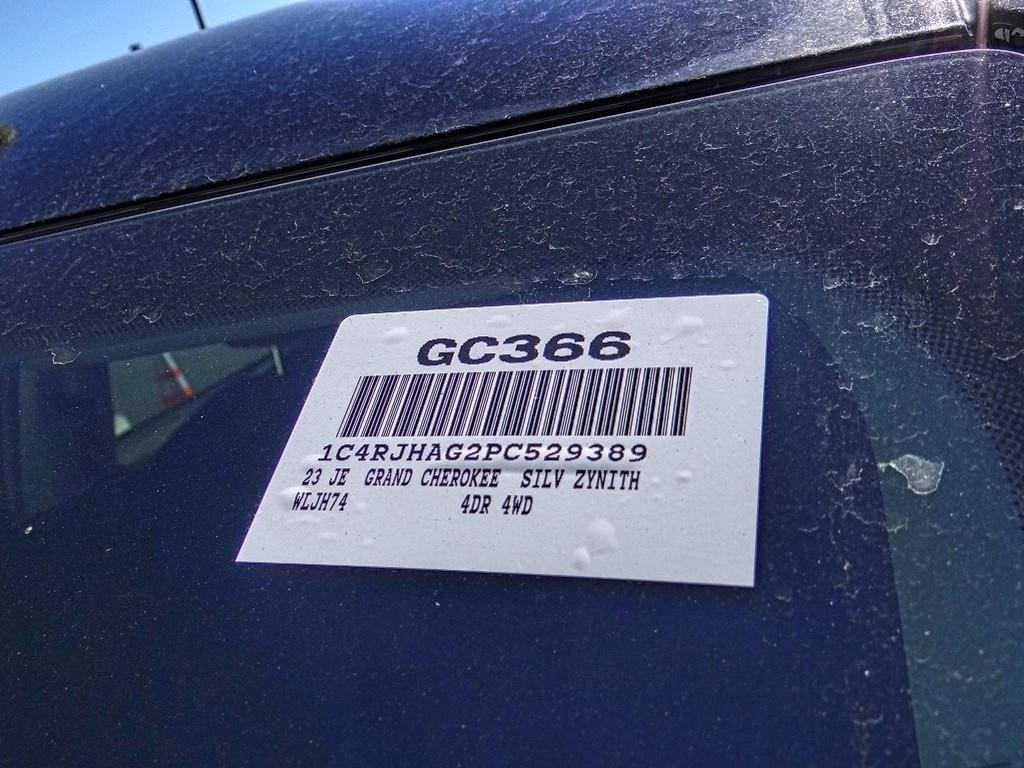 GC366
1C4RJHAG2PC529389
23 JE GRAND CHEROKEE SILV ZYNITH
WLJH74 4DR 4WD